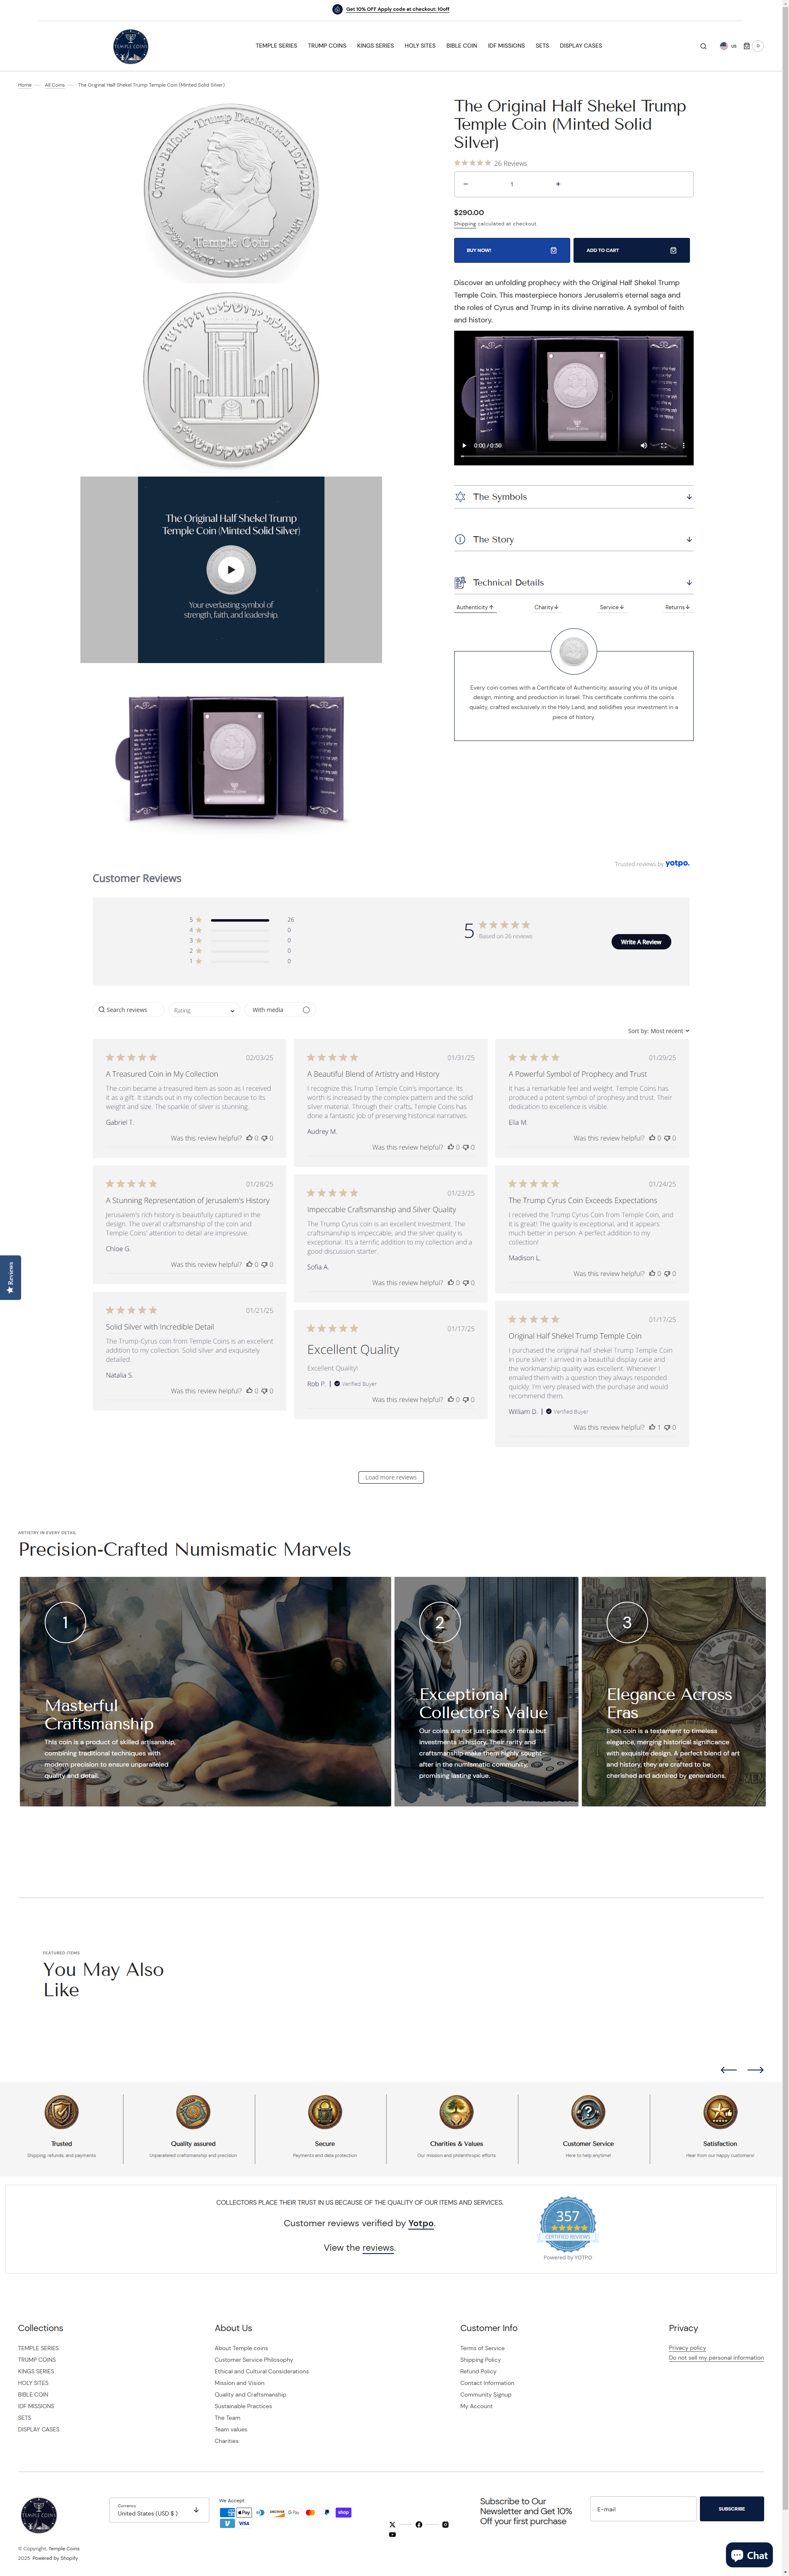 Get 10% OFF Apply code at checkout: 10off
TEMPLE COINS
TEMPLE SERIES TRUMP COINS KINGS SERIES HOLY SITES BIBLE COIN IDF MISSIONS SETS DISPLAY CASES
US 0
Home All Coins The Original Half Shekel Trump Temple Coin (Minted Solid Silver)
Cyrus - Balfour - Trump Declaration 1917-2017
Temple Coin
The Original Half Shekel Trump
Temple Coin (Minted Solid Silver)
Your everlasting symbol of
strength, faith, and leadership.
The Original Half Shekel Trump
Temple Coin (Minted Solid
Silver)
26 Reviews
− 1 +
$290.00
Shipping calculated at checkout.
BUY NOW! ADD TO CART
Discover an unfolding prophecy with the Original Half Shekel Trump
Temple Coin. This masterpiece honors Jerusalem's eternal saga and
the roles of Cyrus and Trump in its divine narrative. A symbol of faith
and history.
0:00 / 0:50
The Symbols
The Story
Technical Details
Authenticity Charity Service Returns
Every coin comes with a Certificate of Authenticity, assuring you of its unique
design, minting, and production in Israel. This certificate affirms the coin's
quality, crafted exclusively in the Holy Land, and solidifies your investment in a
piece of history.
Trusted reviews by yotpo.
Customer Reviews
5 26
4 0
3 0
2 0
1 0
5
Based on 26 reviews
Write A Review
Search reviews Rating With media
Sort by: Most recent
02/03/25
A Treasured Coin in My Collection
The coin became a treasured item as soon as I received
it as a gift. It stands out in my collection because to its
weight and size. The sparkle of silver is stunning.
Gabriel T.
Was this review helpful? 0 0
01/31/25
A Beautiful Blend of Artistry and History
I recognize this Trump Temple Coin's importance. Its
worth is increased by the complex pattern and the solid
silver material. Through their crafts, Temple Coins has
done a fantastic job of preserving historical narratives.
Audrey M.
Was this review helpful? 0 0
01/29/25
A Powerful Symbol of Prophecy and Trust
It has a remarkable feel and weight. Temple Coins has
produced a potent symbol of prophecy and trust. Their
dedication to excellence is visible.
Ella M.
Was this review helpful? 0 0
01/28/25
A Stunning Representation of Jerusalem's History
Jerusalem's rich history is beautifully captured in the
design. The overall craftsmanship of the coin and
Temple Coins' attention to detail are impressive.
Chloe G.
Was this review helpful? 0 0
01/23/25
Impeccable Craftsmanship and Silver Quality
The Trump Cyrus coin is an excellent investment. The
craftsmanship is impeccable, and the silver quality is
exceptional. It's a terrific addition to my collection and a
good discussion starter.
Sofia A.
Was this review helpful? 0 0
01/24/25
The Trump Cyrus Coin Exceeds Expectations
I received the Trump Cyrus Coin from Temple Coin, and
it is great! The quality is exceptional, and it appears
much better in person. A perfect addition to my
collection!
Madison L.
Was this review helpful? 0 0
01/21/25
Solid Silver with Incredible Detail
The Trump-Cyrus coin from Temple Coins is an excellent
addition to my collection. Solid silver and exquisitely
detailed.
Natalia S.
Was this review helpful? 0 0
01/17/25
Excellent Quality
Excellent Quality!
Rob P. Verified Buyer
Was this review helpful? 0 0
01/17/25
Original Half Shekel Trump Temple Coin
I purchased the original half shekel Trump Temple Coin
in pure silver. I arrived in a beautiful display case and
the workmanship quality was excellent. Whenever I
emailed them with a question they always responded
quickly. I'm very pleased with the purchase and would
recommend them.
William D. Verified Buyer
Was this review helpful? 1 0
Reviews
Load more reviews
ARTISTRY IN EVERY DETAIL
Precision-Crafted Numismatic Marvels
1
Masterful
Craftsmanship
This coin is a product of skilled artisanship,
combining traditional techniques with
modern precision to ensure unparalleled
quality and detail.
2
Exceptional
Collector's Value
Our coins are not just pieces of metal but
investments in history. Their rarity and
craftsmanship make them highly sought-
after in the numismatic community,
promising lasting value.
3
Elegance Across
Eras
Each coin is a testament to timeless
elegance, merging historical significance
with exquisite design. A perfect blend of art
and history, they are crafted to be
cherished and admired by generations.
FEATURED ITEMS
You May Also
Like
Trusted
Shipping, refunds, and payments
Quality assured
Unparalleled craftsmanship and precision
Secure
Payments and data protection
Charities & Values
Our mission and philanthropic efforts
Customer Service
Here to help anytime!
Satisfaction
Hear from our happy customers!
COLLECTORS PLACE THEIR TRUST IN US BECAUSE OF THE QUALITY OF OUR ITEMS AND SERVICES.
Customer reviews verified by Yotpo.
View the reviews.
357
CERTIFIED REVIEWS
Powered by YOTPO
Collections
TEMPLE SERIES
TRUMP COINS
KINGS SERIES
HOLY SITES
BIBLE COIN
IDF MISSIONS
SETS
DISPLAY CASES
About Us
About Temple coins
Customer Service Philosophy
Ethical and Cultural Considerations
Mission and Vision
Quality and Craftsmanship
Sustainable Practices
The Team
Team values
Charities
Customer Info
Terms of Service
Shipping Policy
Refund Policy
Contact Information
Community Signup
My Account
Privacy
Privacy policy
Do not sell my personal information
TEMPLE COINS
Currency
United States (USD $ )
We Accept
Pay DISCOVER G Pay shop VISA
Subscribe to Our
Newsletter and Get 10%
Off your first purchase
E-mail
SUBSCRIBE
© Copyright, Temple Coins
2025 Powered by Shopify
Chat